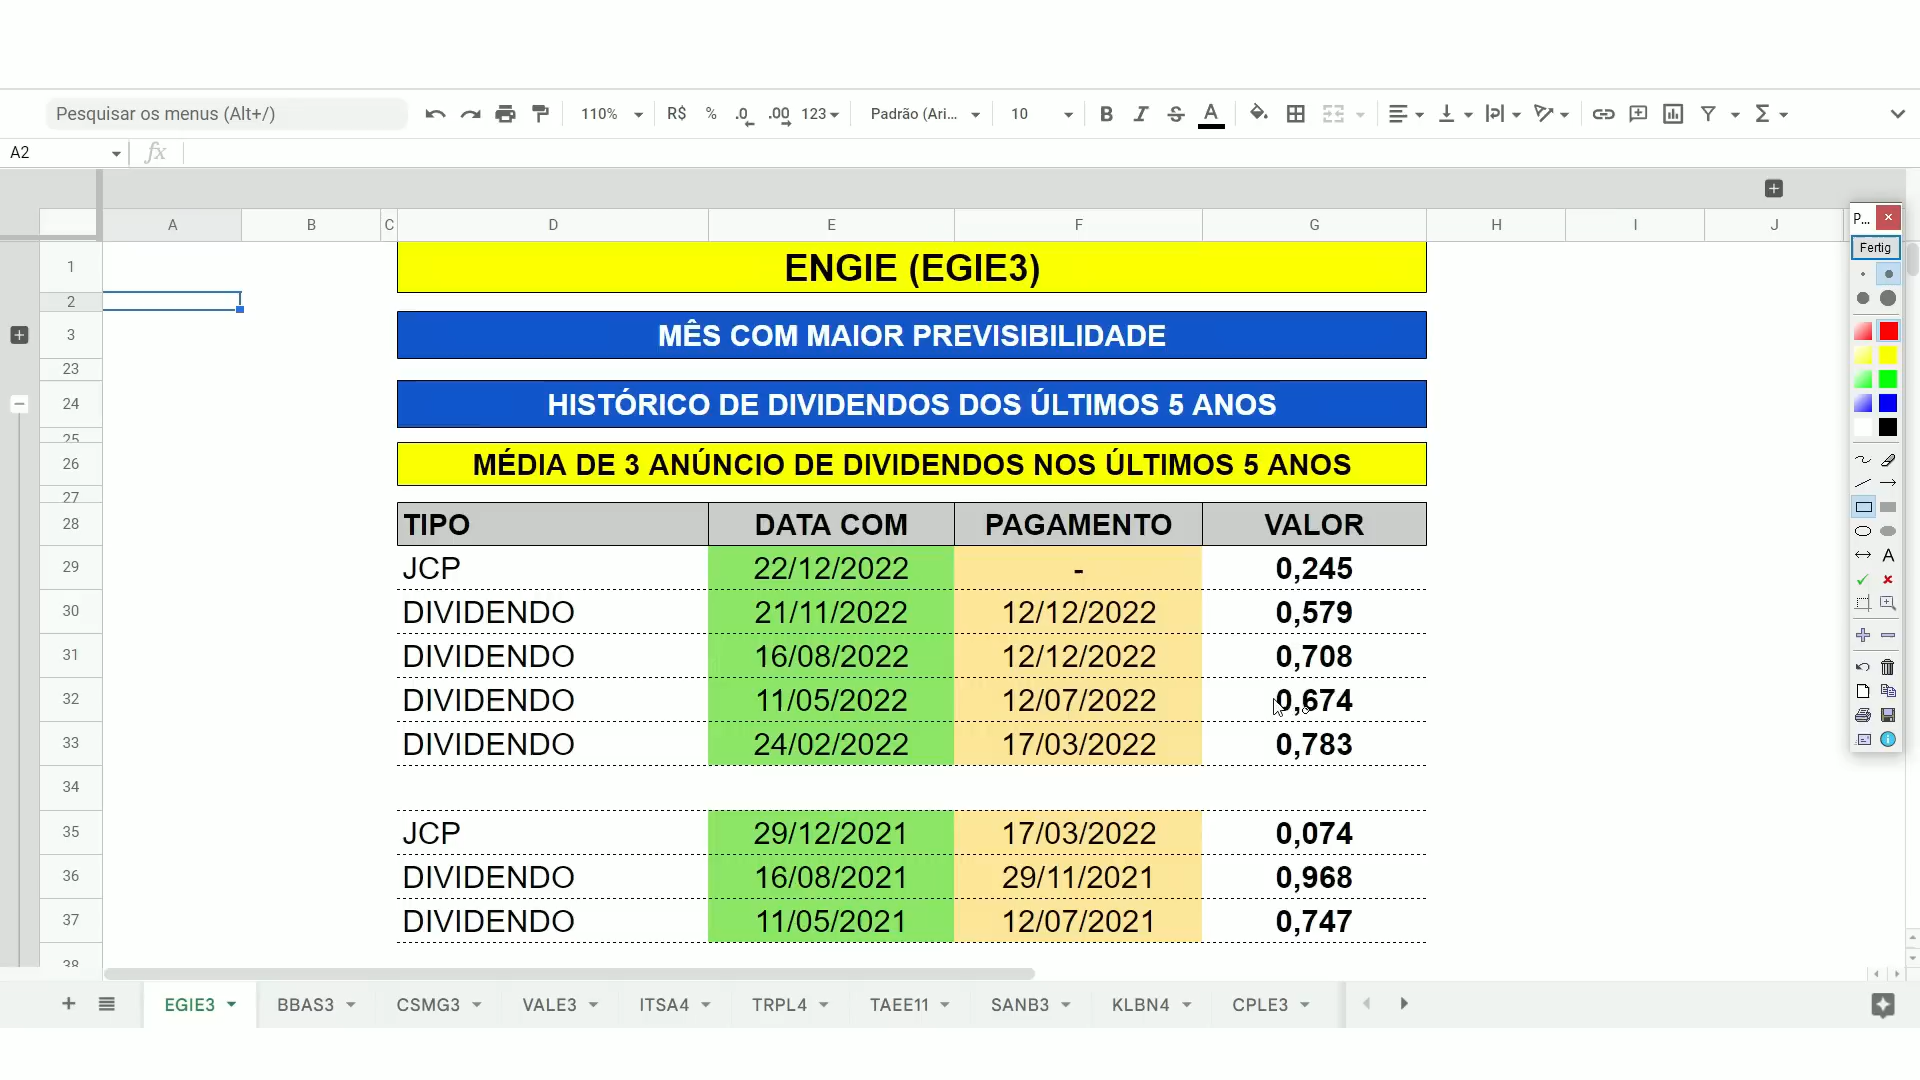 Pesquisar os menus (Alt+/)
110%
R$
%
.0
.00
123
Padrão (Ari...
10
B
I
S
A
A2
fx
A B C D E F G H I J
1 ENGIE (EGIE3)
2
3 MÊS COM MAIOR PREVISIBILIDADE
23
24 HISTÓRICO DE DIVIDENDOS DOS ÚLTIMOS 5 ANOS
25
26 MÉDIA DE 3 ANÚNCIO DE DIVIDENDOS NOS ÚLTIMOS 5 ANOS
27
28 TIPO DATA COM PAGAMENTO VALOR
29 JCP 22/12/2022 - 0,245
30 DIVIDENDO 21/11/2022 12/12/2022 0,579
31 DIVIDENDO 16/08/2022 12/12/2022 0,708
32 DIVIDENDO 11/05/2022 12/07/2022 0,674
33 DIVIDENDO 24/02/2022 17/03/2022 0,783
34
35 JCP 29/12/2021 17/03/2022 0,074
36 DIVIDENDO 16/08/2021 29/11/2021 0,968
37 DIVIDENDO 11/05/2021 12/07/2021 0,747
38
P...
Fertig
A
EGIE3 BBAS3 CSMG3 VALE3 ITSA4 TRPL4 TAEE11 SANB3 KLBN4 CPLE3